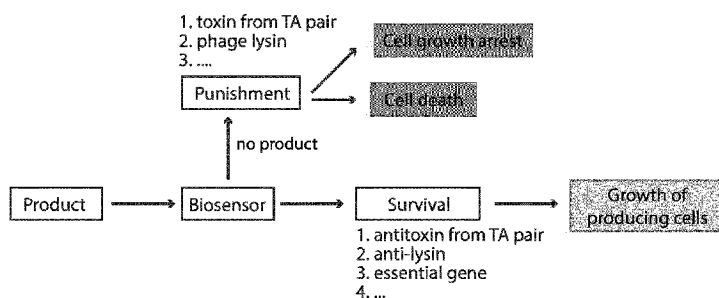 1. toxin from TA pair
2. phage lysin
3. ....
Cell growth arrest
Punishment
Cell death
no product
Product
Biosensor
Survival
Growth of
producing cells
1. antitoxin from TA pair
2. anti-lysin
3. essential gene
4. ...